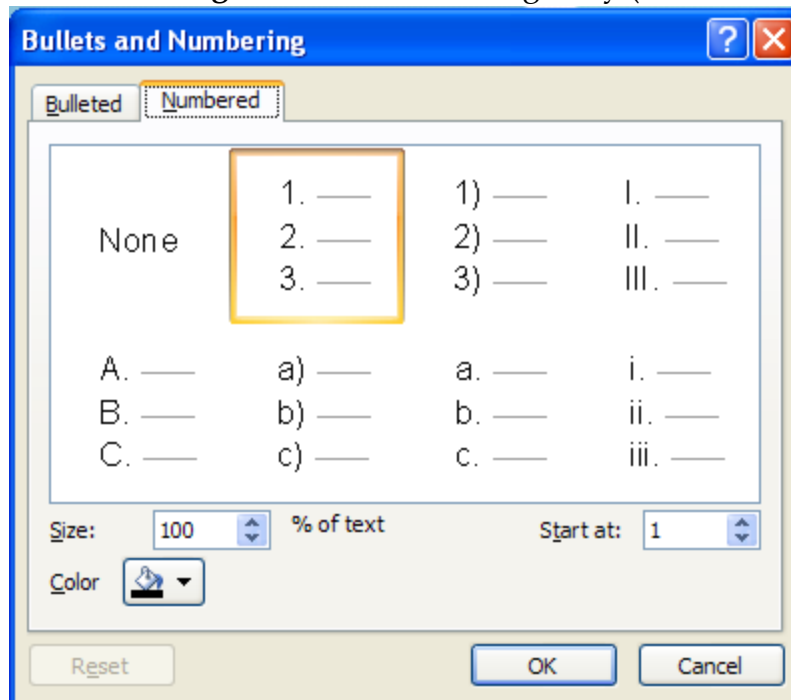 Bullets and Numbering
Bulleted Numbered
None
1.
2.
3.
1)
2)
3)
I.
II.
III.
A.
B.
C.
a)
b)
c)
a.
b.
c.
i.
ii.
iii.
Size: 100 % of text Start at: 1
Color
Reset OK Cancel